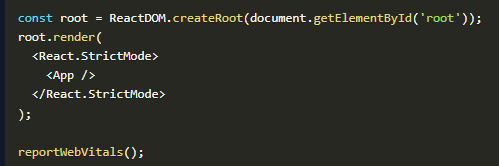 const root = ReactDOM.createRoot(document.getElementById('root'));
root.render(
  <React.StrictMode>
    <App />
  </React.StrictMode>
);

reportWebVitals();